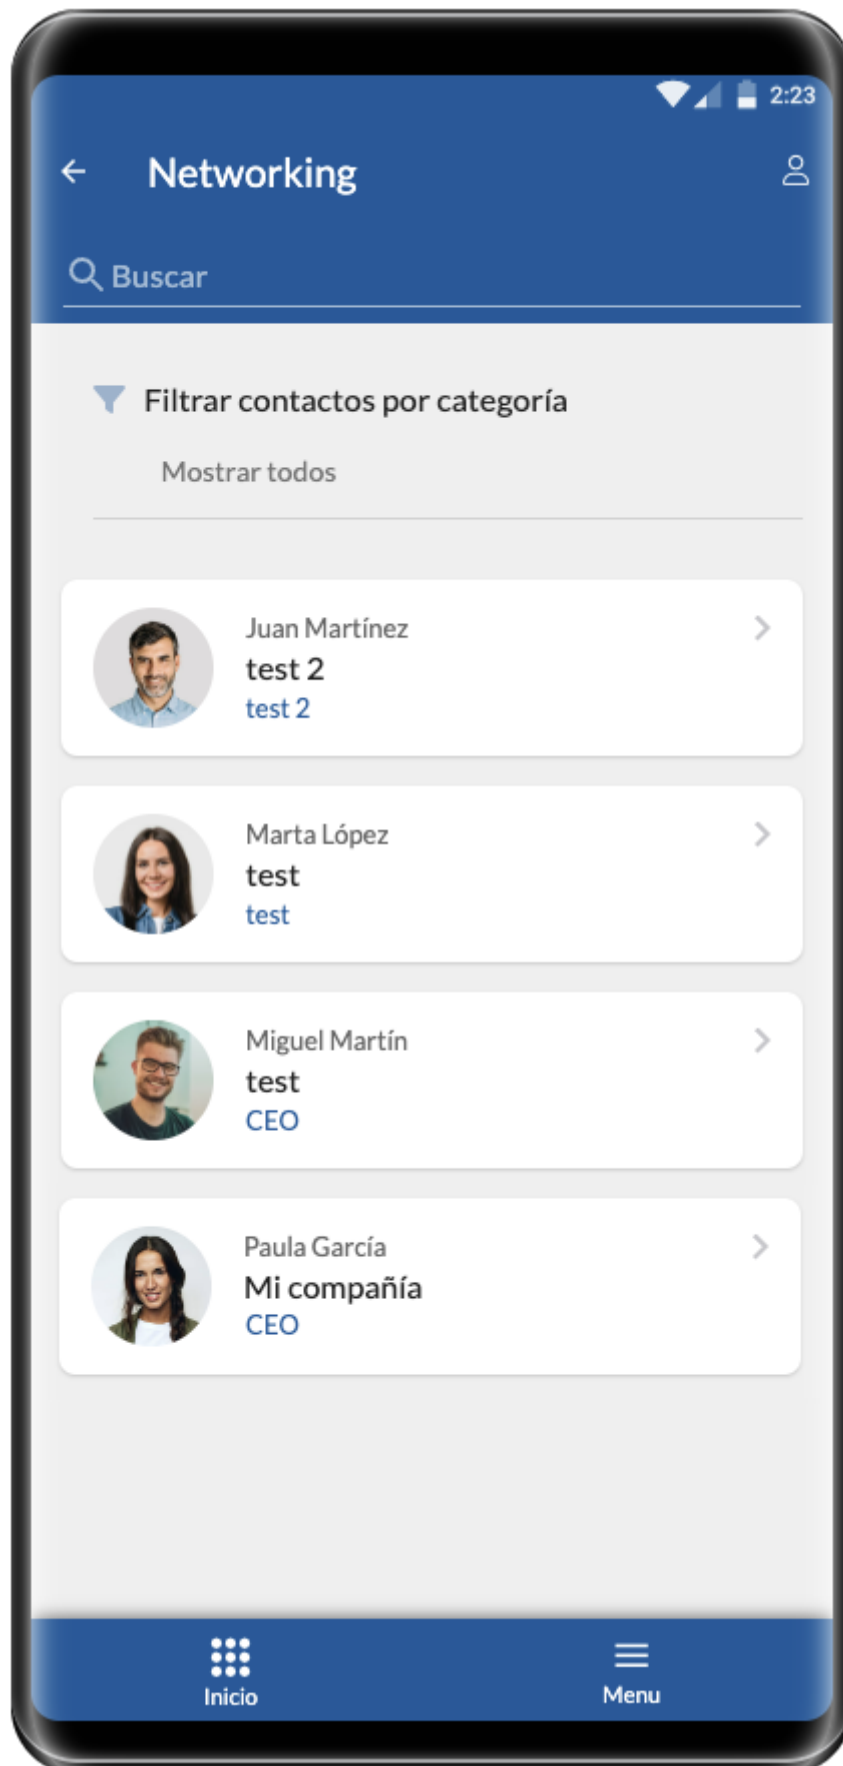 2:23
Networking
Buscar
Filtrar contactos por categoría
Mostrar todos
Juan Martínez
test 2
test 2
Marta López
test
test
Miguel Martín
test
CEO
Paula García
Mi compañía
CEO
Inicio
Menu